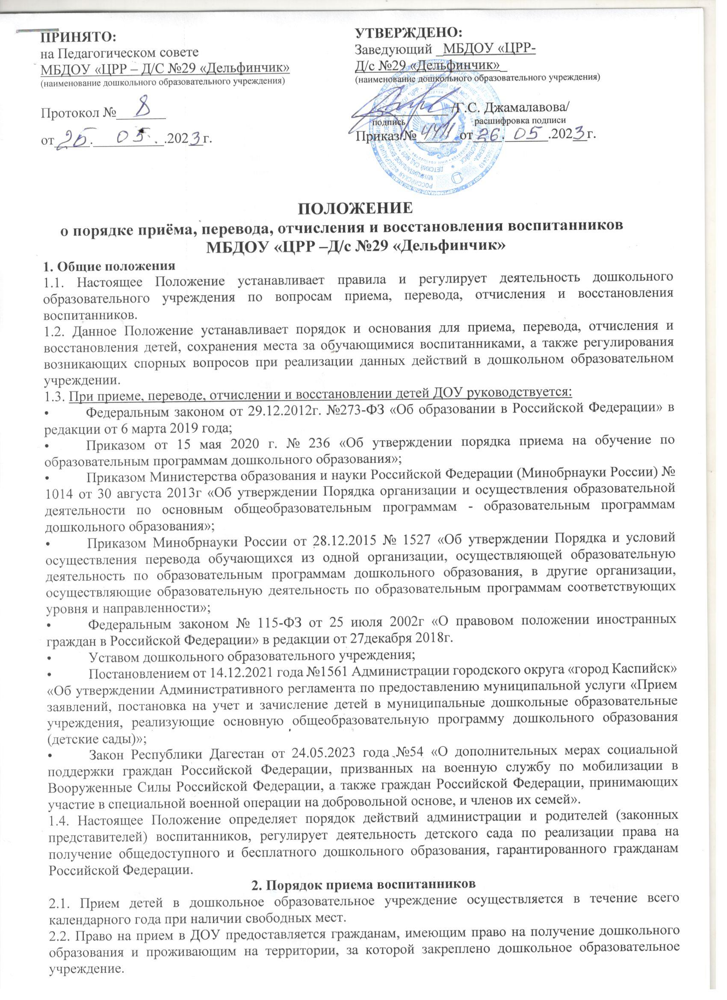 ПРИНЯТО:
на Педагогическом совете
МБДОУ «ЦРР – Д/С №29 «Дельфинчик»
(наименование дошкольного образовательного учреждения)
Протокол № 8
от 26. 05. .2023г.
УТВЕРЖДЕНО:
Заведующий _МБДОУ «ЦРР-
Д/с №29 «Дельфинчик»_
(наименование дошкольного образовательного учреждения)
/Г.С. Джамалавова/
подпись расшифровка подписи
Приказ № от 26. 05 .2023г.
ПОЛОЖЕНИЕ
о порядке приёма, перевода, отчисления и восстановления воспитанников
МБДОУ «ЦРР –Д/с №29 «Дельфинчик»
1. Общие положения
1.1. Настоящее Положение устанавливает правила и регулирует деятельность дошкольного
образовательного учреждения по вопросам приема, перевода, отчисления и восстановления
воспитанников.
1.2. Данное Положение устанавливает порядок и основания для приема, перевода, отчисления и
восстановления детей, сохранения места за обучающимися воспитанниками, а также регулирования
возникающих спорных вопросов при реализации данных действий в дошкольном образовательном
учреждении.
1.3. При приеме, переводе, отчислении и восстановлении детей ДОУ руководствуется:
• Федеральным законом от 29.12.2012г. №273-ФЗ «Об образовании в Российской Федерации» в
редакции от 6 марта 2019 года;
• Приказом от 15 мая 2020 г. № 236 «Об утверждении порядка приема на обучение по
образовательным программам дошкольного образования»;
• Приказом Министерства образования и науки Российской Федерации (Минобрнауки России) №
1014 от 30 августа 2013г «Об утверждении Порядка организации и осуществления образовательной
деятельности по основным общеобразовательным программам - образовательным программам
дошкольного образования»;
• Приказом Минобрнауки России от 28.12.2015 № 1527 «Об утверждении Порядка и условий
осуществления перевода обучающихся из одной организации, осуществляющей образовательную
деятельность по образовательным программам дошкольного образования, в другие организации,
осуществляющие образовательную деятельность по образовательным программам соответствующих
уровня и направленности»;
• Федеральным законом № 115-ФЗ от 25 июля 2002г «О правовом положении иностранных
граждан в Российской Федерации» в редакции от 27декабря 2018г.
• Уставом дошкольного образовательного учреждения;
• Постановлением от 14.12.2021 года №1561 Администрации городского округа «город Каспийск»
«Об утверждении Административного регламента по предоставлению муниципальной услуги «Прием
заявлений, постановка на учет и зачисление детей в муниципальные дошкольные образовательные
учреждения, реализующие основную общеобразовательную программу дошкольного образования
(детские сады)»;
• Закон Республики Дагестан от 24.05.2023 года №54 «О дополнительных мерах социальной
поддержки граждан Российской Федерации, призванных на военную службу по мобилизации в
Вооруженные Силы Российской Федерации, а также граждан Российской Федерации, принимающих
участие в специальной военной операции на добровольной основе, и членов их семей».
1.4. Настоящее Положение определяет порядок действий администрации и родителей (законных
представителей) воспитанников, регулирует деятельность детского сада по реализации права на
получение общедоступного и бесплатного дошкольного образования, гарантированного гражданам
Российской Федерации.
2. Порядок приема воспитанников
2.1. Прием детей в дошкольное образовательное учреждение осуществляется в течение всего
календарного года при наличии свободных мест.
2.2. Право на прием в ДОУ предоставляется гражданам, имеющим право на получение дошкольного
образования и проживающим на территории, за которой закреплено дошкольное образовательное
учреждение.